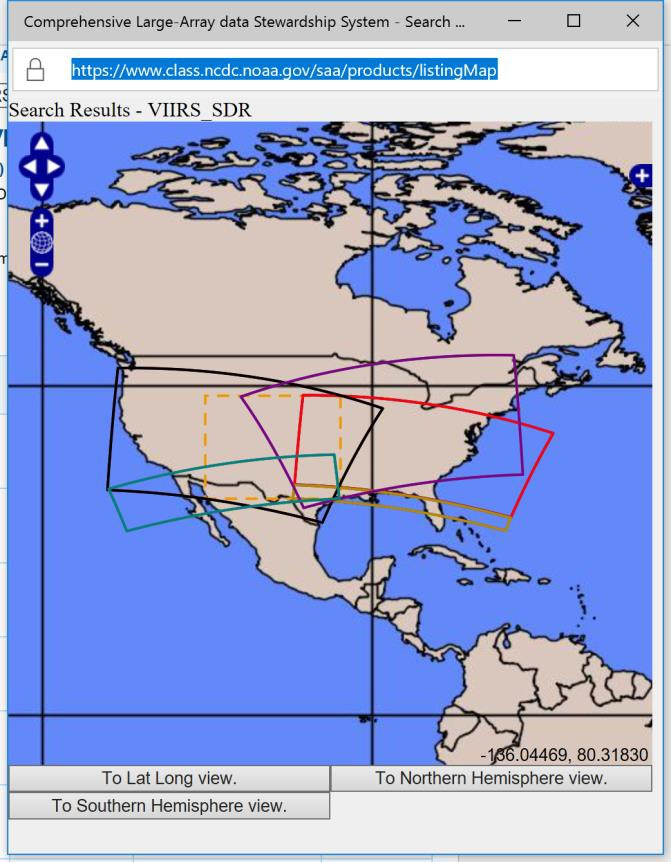 Comprehensive Large-Array data Stewardship System - Search ...
https://www.class.ncdc.noaa.gov/saa/products/listingMap
Search Results - VIIRS_SDR
-136.04469, 80.31830
To Lat Long view.
To Northern Hemisphere view.
To Southern Hemisphere view.